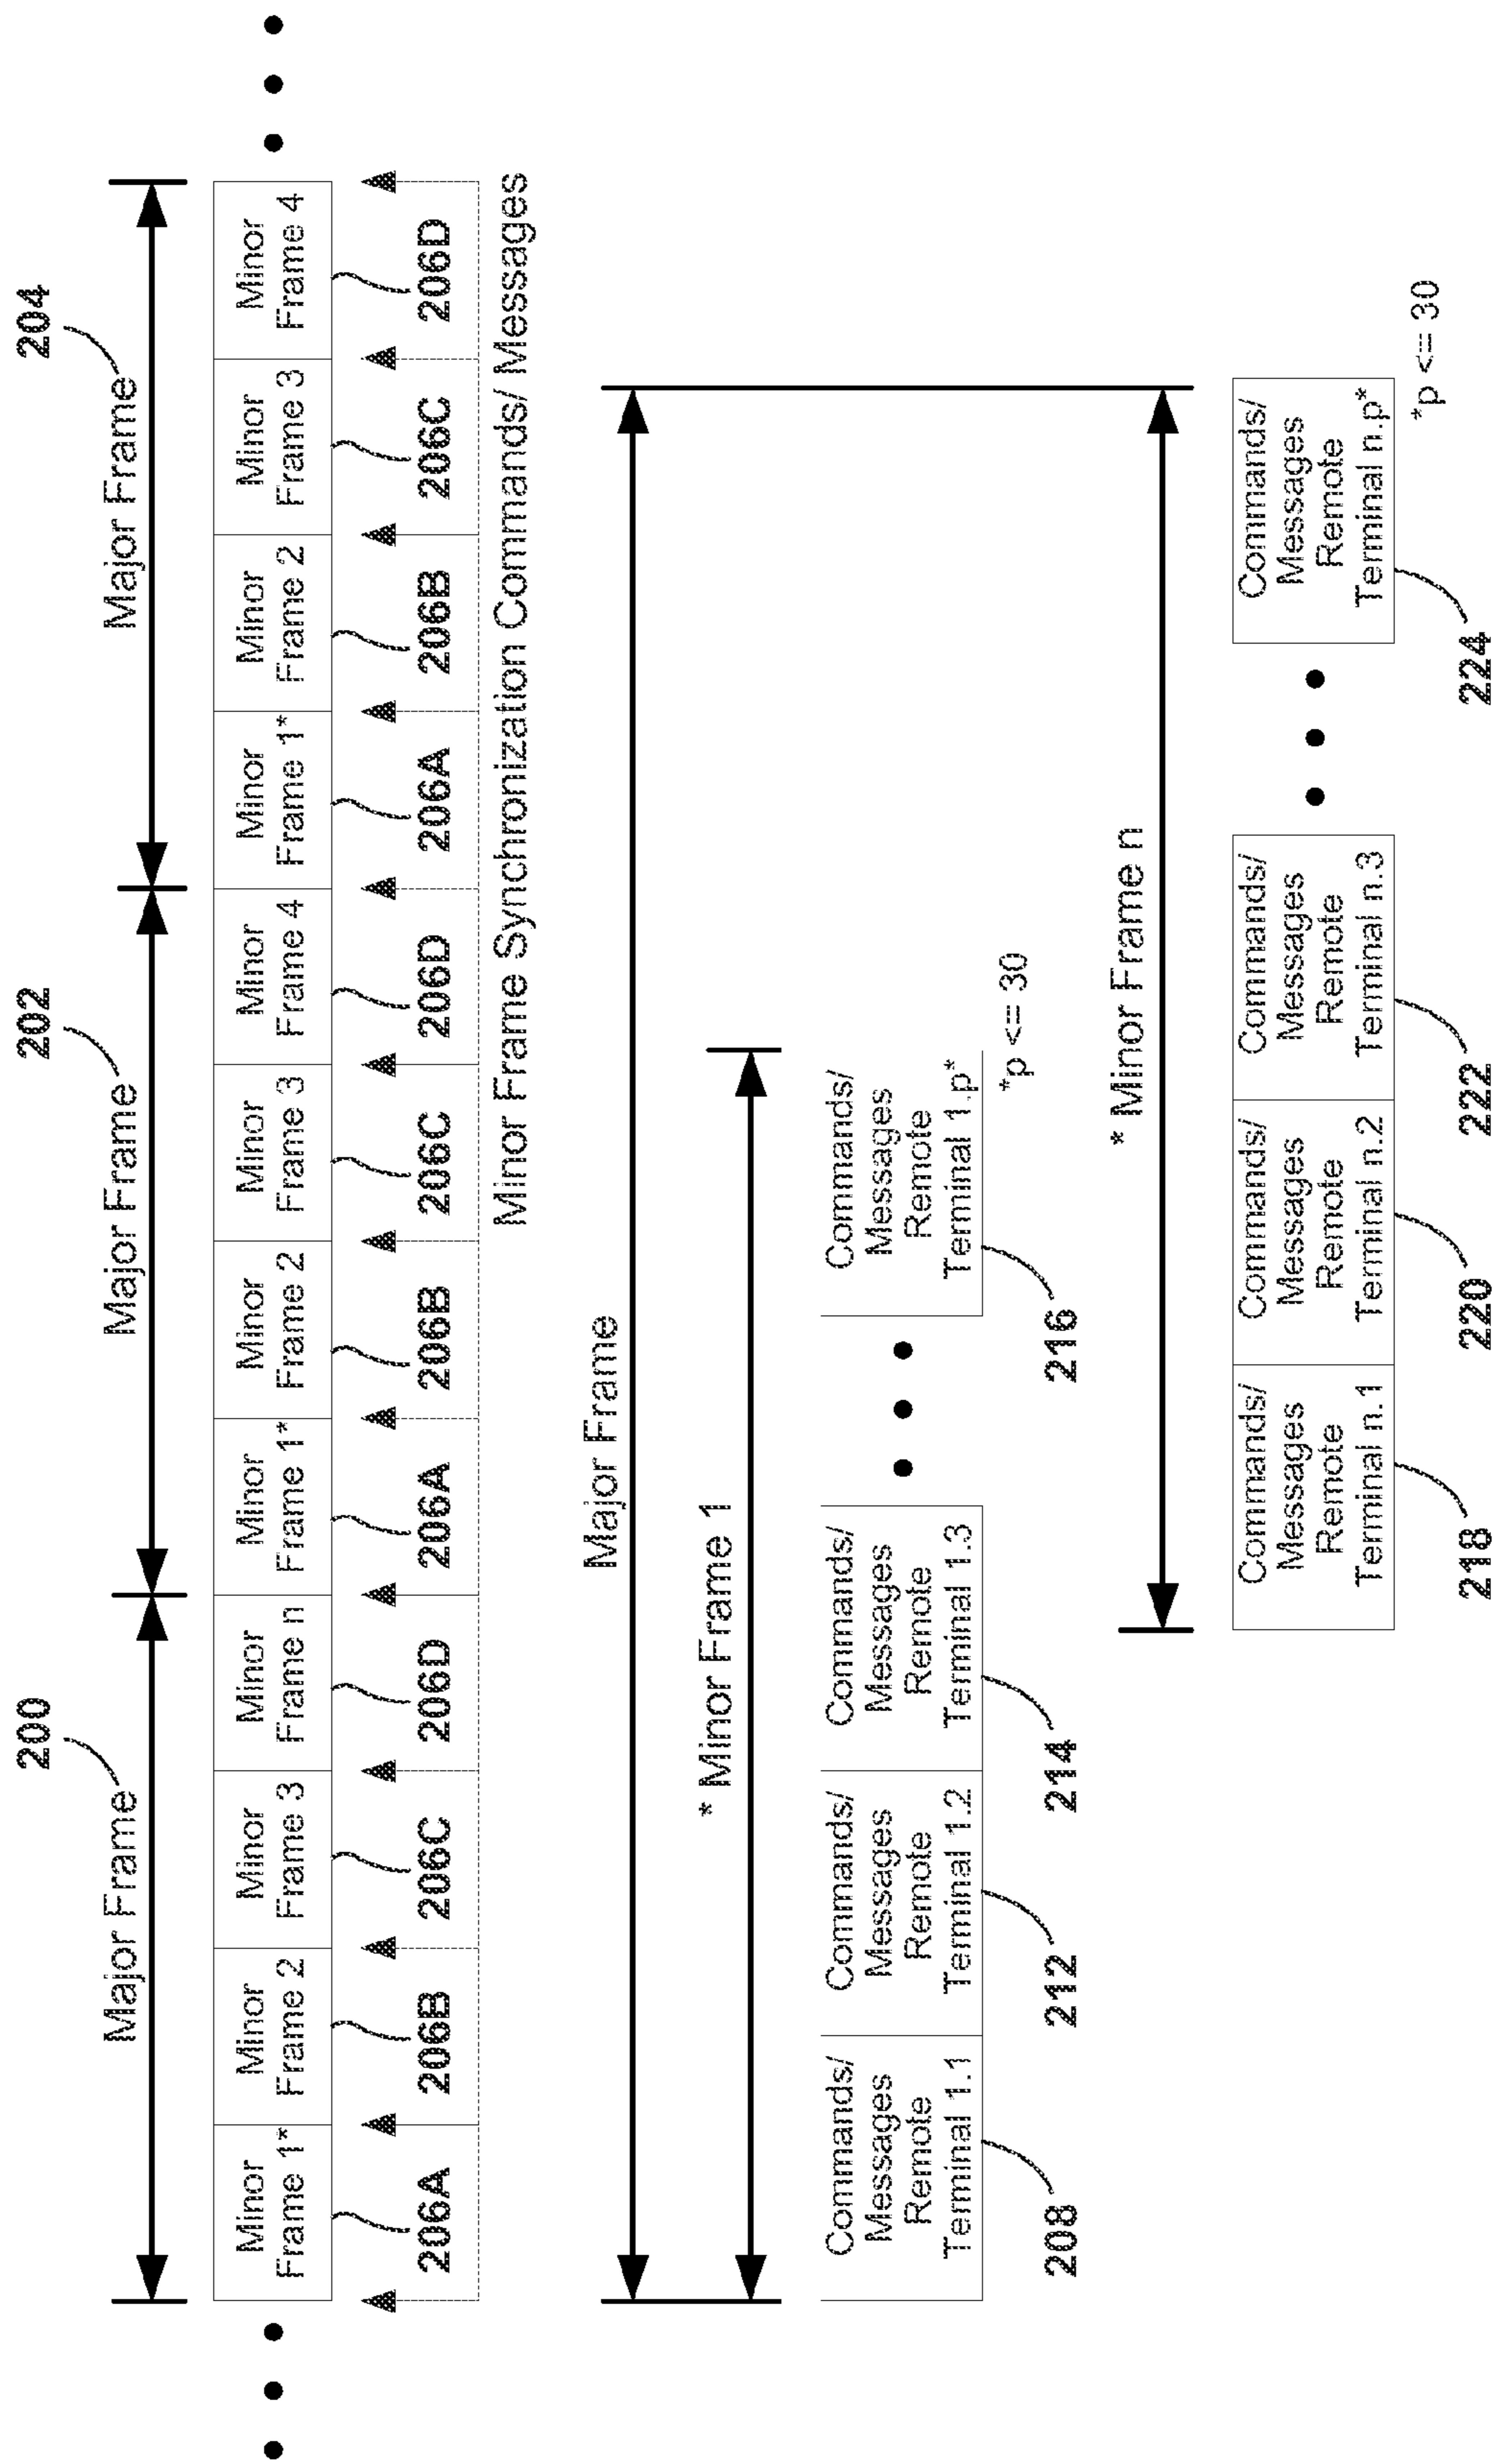 200
202
204
Major Frame
Major Frame
Major Frame
Minor
Frame 1*
Minor
Frame 2
Minor
Frame 3
Minor
Frame n
Minor
Frame 1*
Minor
Frame 2
Minor
Frame 3
Minor
Frame 4
Minor
Frame 1*
Minor
Frame 2
Minor
Frame 3
Minor
Frame 4
206A
206B
206C
206D
206A
206B
206C
206D
206A
206B
206C
206D
Minor Frame Synchronization Commands/ Messages
Major Frame
* Minor Frame 1
Commands/
Messages
Remote
Terminal 1.1
Commands/
Messages
Remote
Terminal 1.2
Commands/
Messages
Remote
Terminal 1.3
Commands/
Messages
Remote
Terminal 1.p*
*p <= 30
208
212
214
216
* Minor Frame n
Commands/
Messages
Remote
Terminal n.1
Commands/
Messages
Remote
Terminal n.2
Commands/
Messages
Remote
Terminal n.3
Commands/
Messages
Remote
Terminal n.p*
*p <= 30
218
220
222
224